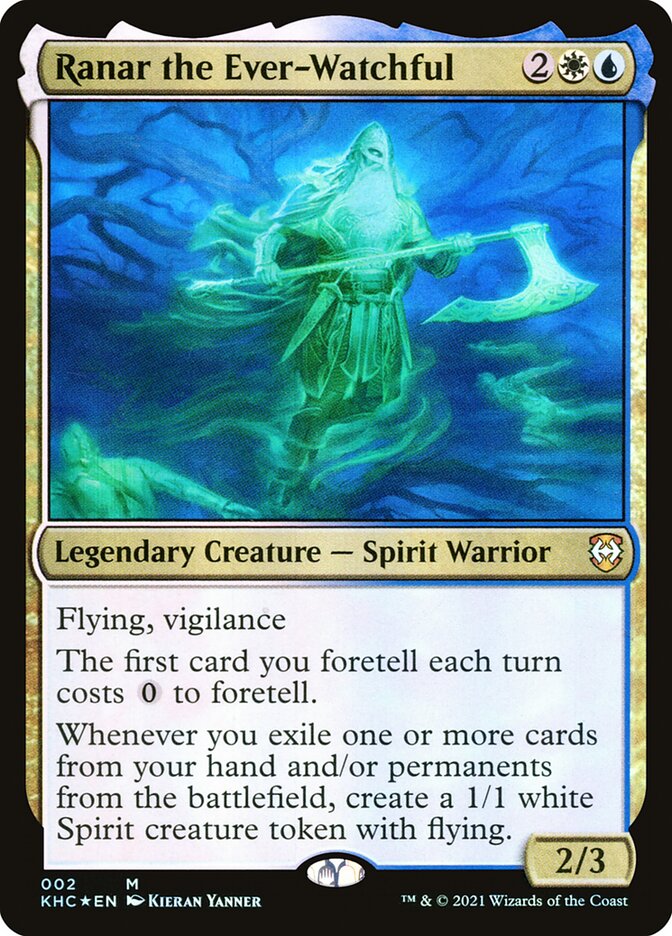 Ranar the Ever-Watchful 2
Legendary Creature — Spirit Warrior
Flying, vigilance
The first card you foretell each turn
costs 0 to foretell.
Whenever you exile one or more cards
from your hand and/or permanents
from the battlefield, create a 1/1 white
Spirit creature token with flying.
2/3
002 M
KHC★EN Kieran Yanner ™ & © 2021 Wizards of the Coast